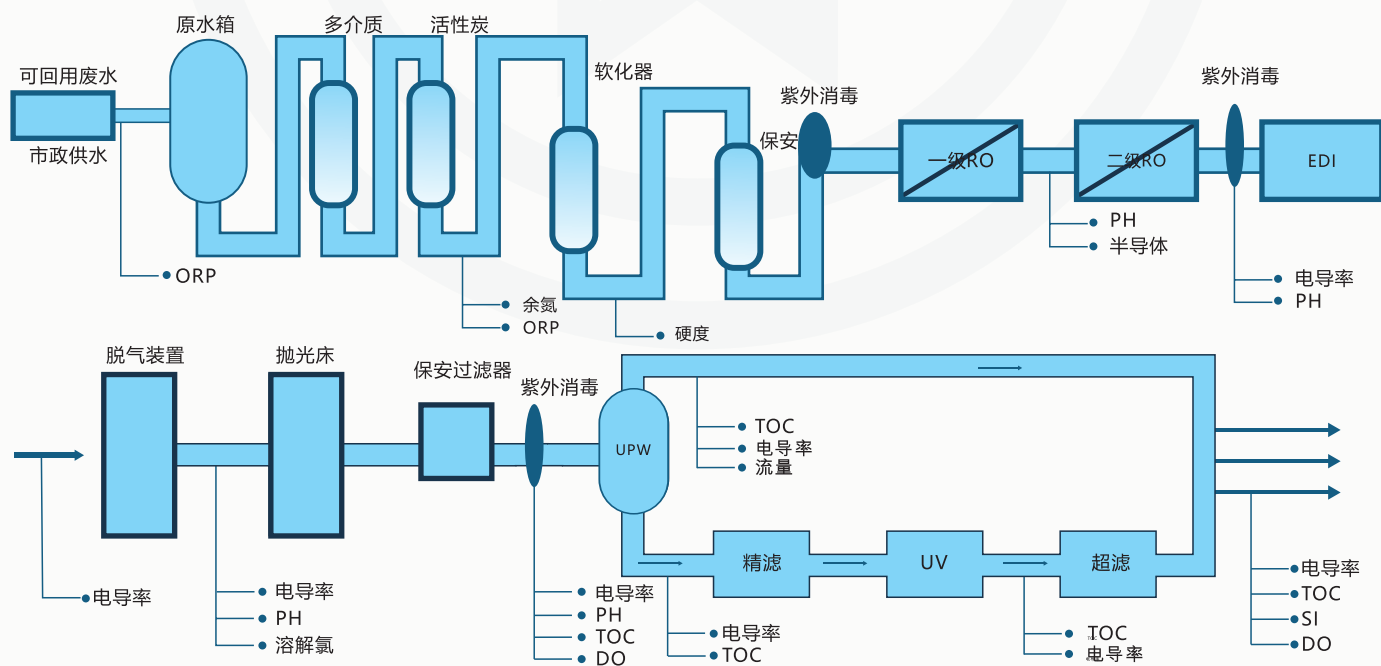 原水箱
多介质
活性炭
可回用废水
市政供水
ORP
余氮
ORP
软化器
硬度
保安
紫外消毒
一级RO
二级RO
PH
半导体
紫外消毒
EDI
电导率
PH
脱气装置
抛光床
保安过滤器
紫外消毒
UPW
电导率
电导率
PH
溶解氯
电导率
PH
TOC
DO
TOC
电导率
流量
精滤
UV
超滤
电导率
TOC
TOC
电导率
电导率
TOC
SI
DO